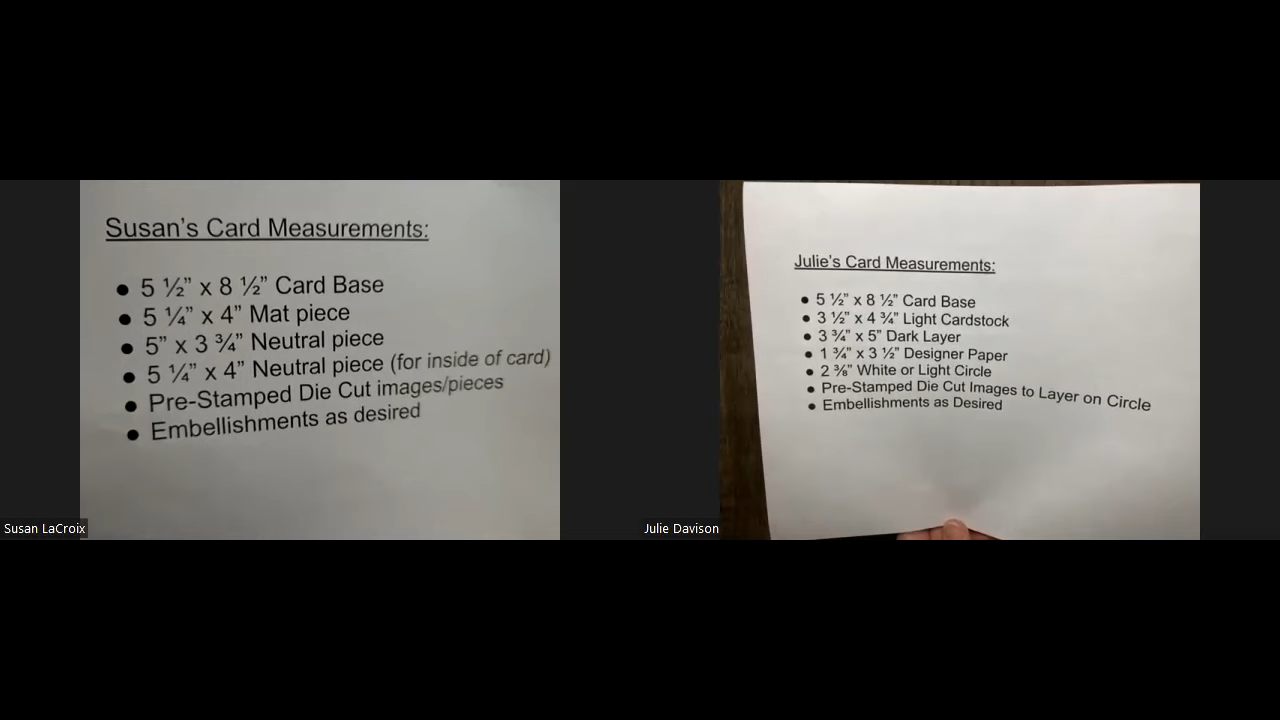 Susan's Card Measurements:
● 5 ½” x 8 ½” Card Base
● 5 ¼” x 4” Mat piece
● 5” x 3 ¾” Neutral piece
● 5 ¼” x 4” Neutral piece (for inside of card)
● Pre-Stamped Die Cut images/pieces
● Embellishments as desired
Susan LaCroix
Julie's Card Measurements:
● 5 ½” x 8 ½” Card Base
● 3 ½” x 4 ¾” Light Cardstock
● 3 ¾” x 5” Dark Layer
● 1 ¾” x 3 ½” Designer Paper
● 2 ⅜” White or Light Circle
● Pre-Stamped Die Cut Images to Layer on Circle
● Embellishments as Desired
Julie Davison